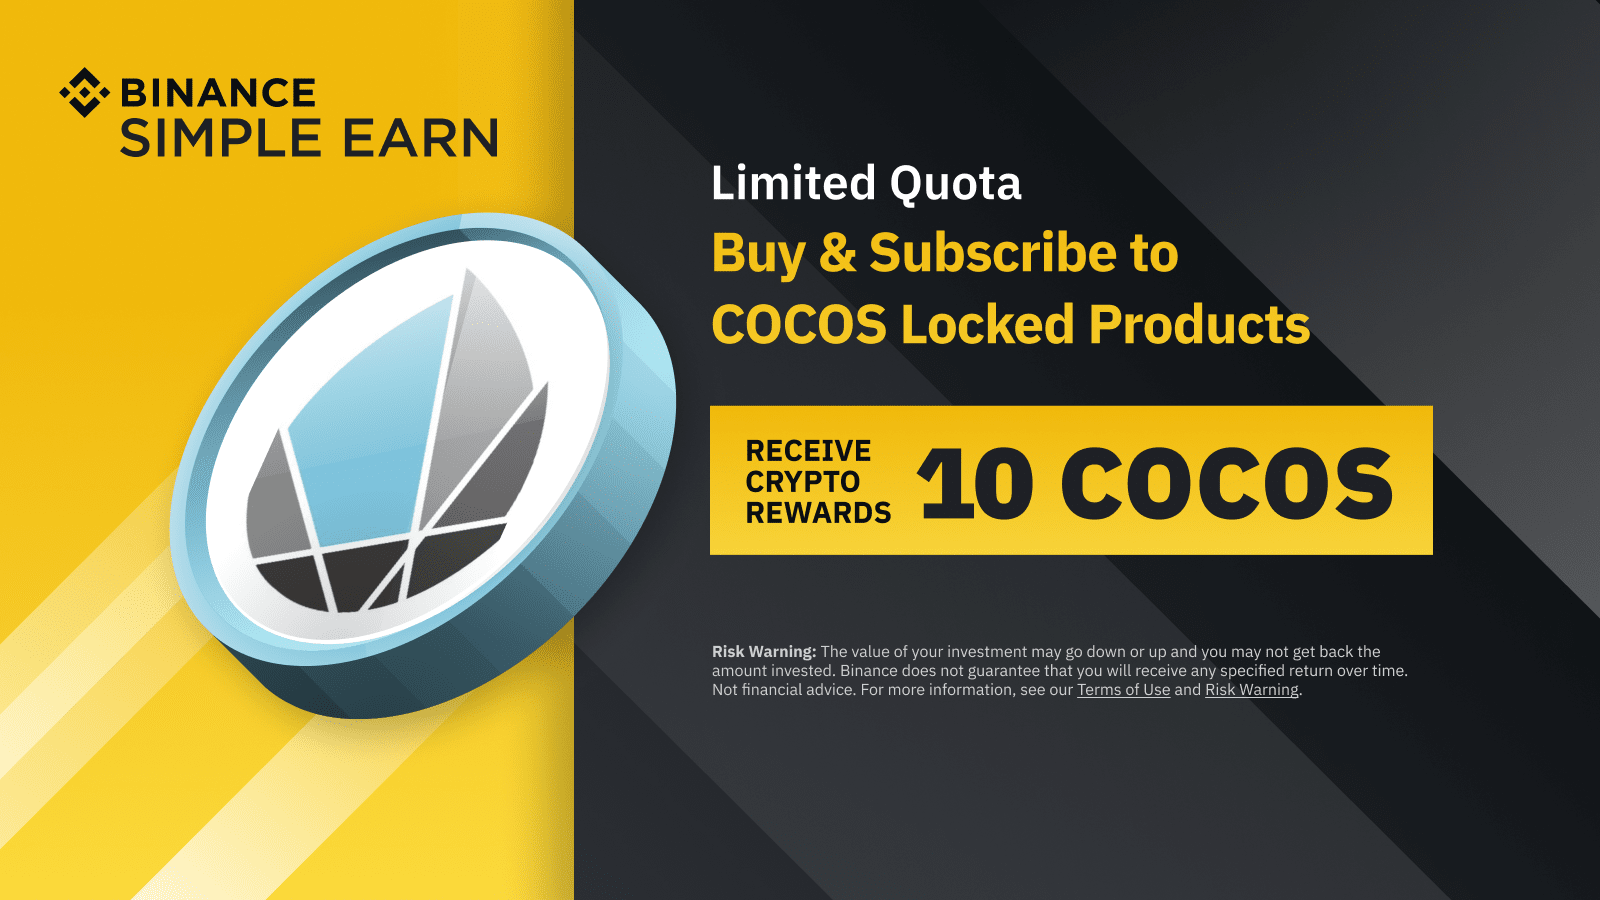 BINANCE
SIMPLE EARN
Limited Quota
Buy & Subscribe to
COCOS Locked Products
RECEIVE
CRYPTO
REWARDS
10 COCOS
Risk Warning: The value of your investment may go down or up and you may not get back the
amount invested. Binance does not guarantee that you will receive any specified return over time.
Not financial advice. For more information, see our Terms of Use and Risk Warning.